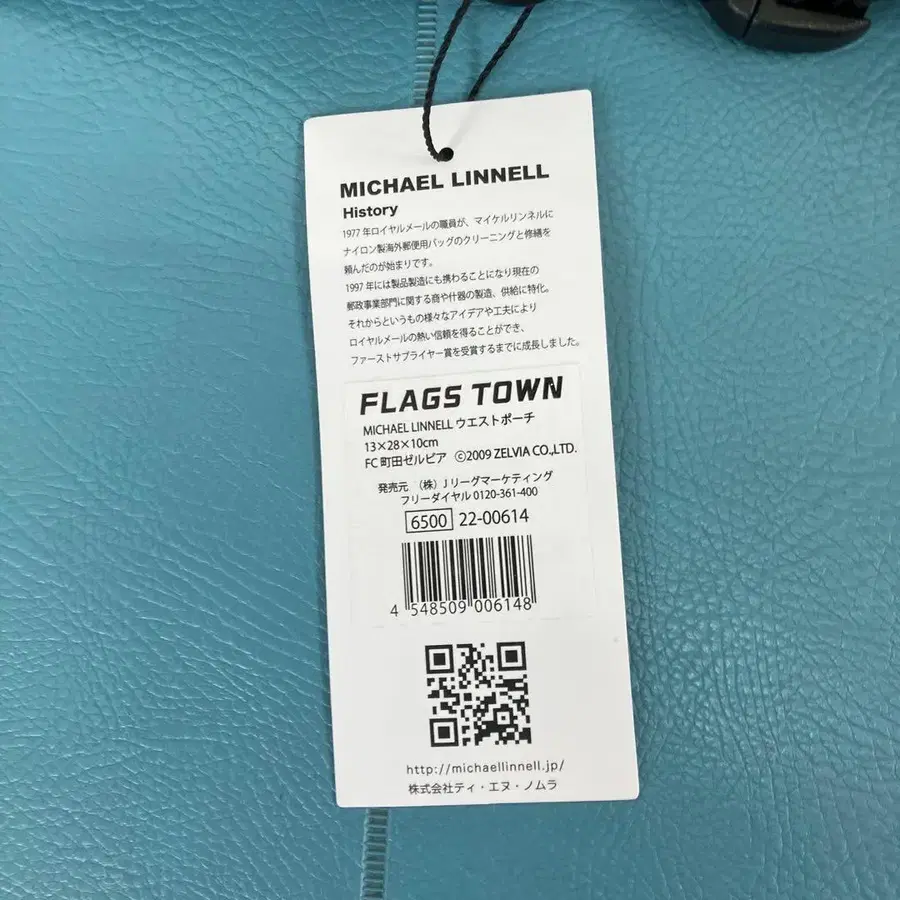 MICHAEL LINNELL
History
1977年ロイヤルメールの職員が、マイケルリンネルに
ナイロン製海外郵便用バッグのクリーニングと修繕を
頼んだのが始まりです。
1997年には製品製造にも携わることになり現在の
郵政事業部門に関する商や什器の製造、供給に特化。
それからというもの様々なアイデアや工夫により
ロイヤルメールの熱い信頼を得ることができ、
ファーストサプライヤー賞を受賞するまでに成長しました。
FLAGS TOWN
MICHAEL LINNELL ウエストポーチ
13×28×10cm
FC 町田ゼルビア ©2009 ZELVIA CO.,LTD.
発売元 (株)Jリーグマーケティング
フリーダイヤル 0120-361-400
6500 22-00614
4 548509 006148
http://michaellinnell.jp/
株式会社ティ・エヌ・ノムラ